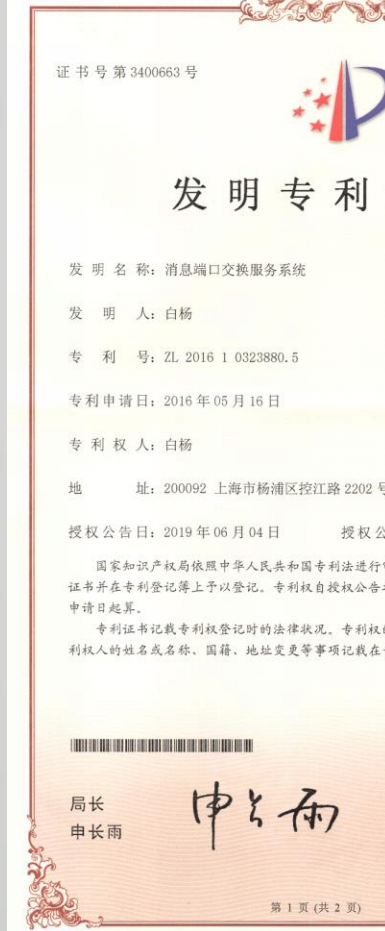 证书号第3400663号
发明专利
发明名称：消息端口交换服务系统
发明人：白杨
专利号：ZL 2016 1 0323880.5
专利申请日：2016年05月16日
专利权人：白杨
地址：200092 上海市杨浦区控江路2202号
授权公告日：2019年06月04日 授权公
国家知识产权局依照中华人民共和国专利法进行
证书并在专利登记簿上予以登记。专利权自授权公告
申请日起算。
专利证书记载专利权登记时的法律状况。专利权
利权人的姓名或名称、国籍、地址变更等事项记载在
局长
申长雨
申长雨
第1页(共2页)